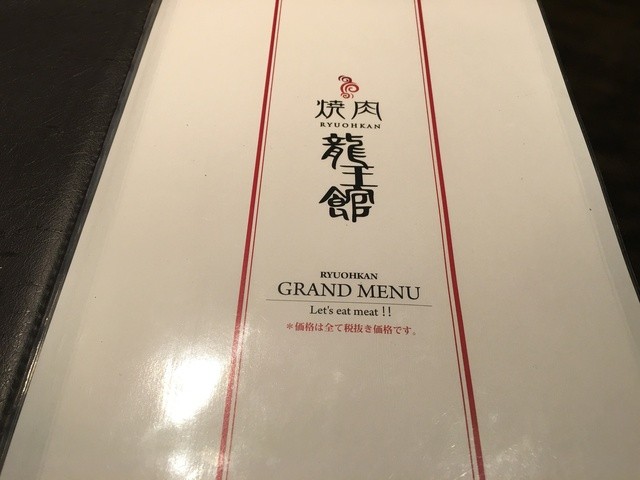 焼肉
RYUOHKAN
龍王館
RYUOHKAN
GRAND MENU
Let's eat meat !!
＊価格は全て税抜き価格です。